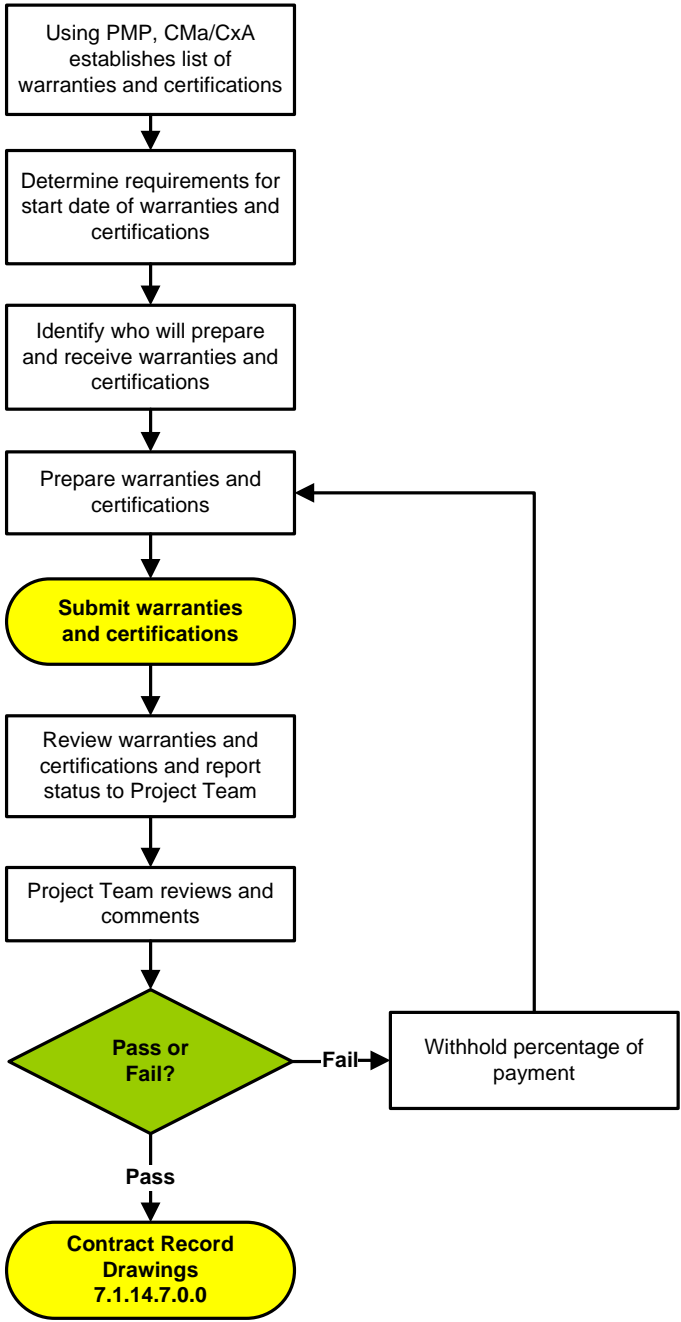 Using PMP, CMa/CxA
establishes list of
warranties and certifications
Determine requirements for
start date of warranties and
certifications
Identify who will prepare
and receive warranties and
certifications
Prepare warranties and
certifications
Submit warranties
and certifications
Review warranties and
certifications and report
status to Project Team
Project Team reviews and
comments
Pass or
Fail?
Fail
Withhold percentage of
payment
Pass
Contract Record
Drawings
7.1.14.7.0.0